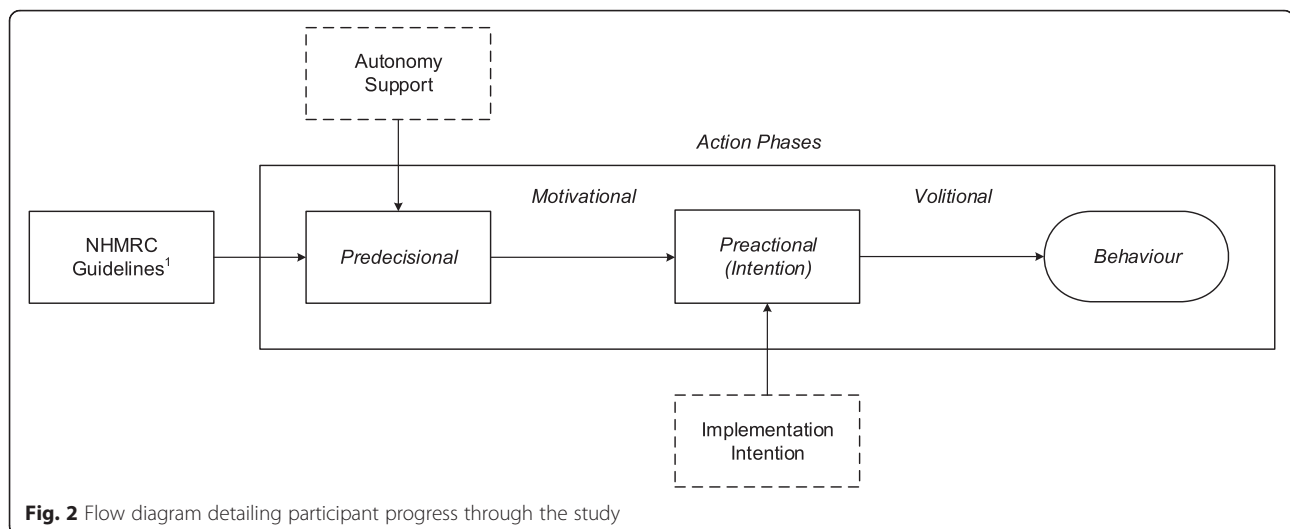 Autonomy
Support
Action Phases
Motivational
Volitional
NHMRC
Guidelines¹
Predecisional
Preactional
(Intention)
Behaviour
Implementation
Intention
Fig. 2 Flow diagram detailing participant progress through the study